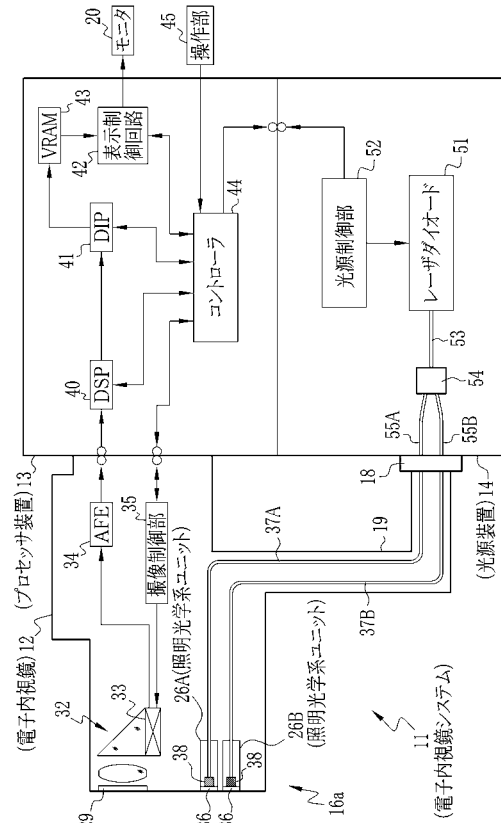 20
モニタ
45
操作部
43
VRAM
表示制
御回路
42
41
DIP
40
DSP
44
コントローラ
52
光源制御部
51
レーザダイオード
53
54
55A
55B
13
(プロセッサ装置)
14
(光源装置)
18
19
34
AFE
35
撮像制御部
37A
37B
12
(電子内視鏡)
32
33
26A(照明光学系ユニット)
38
38
26B
(照明光学系ユニット)
16a
11
(電子内視鏡システム)